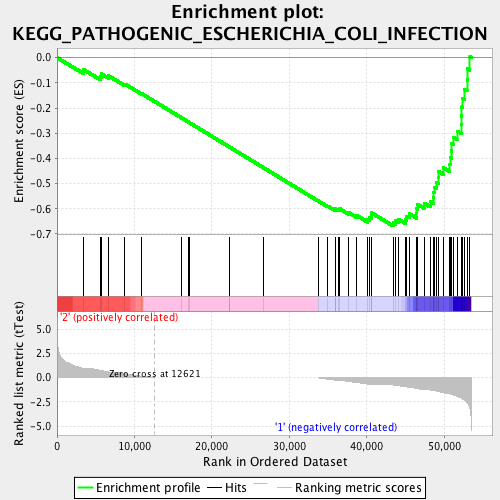 Enrichment plot:
KEGG_PATHOGENIC_ESCHERICHIA_COLI_INFECTION
Enrichment score (ES)
0.0
-0.1
-0.2
-0.3
-0.4
-0.5
-0.6
-0.7
'2' (positively correlated)
Ranked list metric (tTest)
5.0
2.5
0.0
-2.5
-5.0
Zero cross at 12621
'1' (negatively correlated)
0 10,000 20,000 30,000 40,000 50,000
Rank in Ordered Dataset
Enrichment profile Hits Ranking metric scores